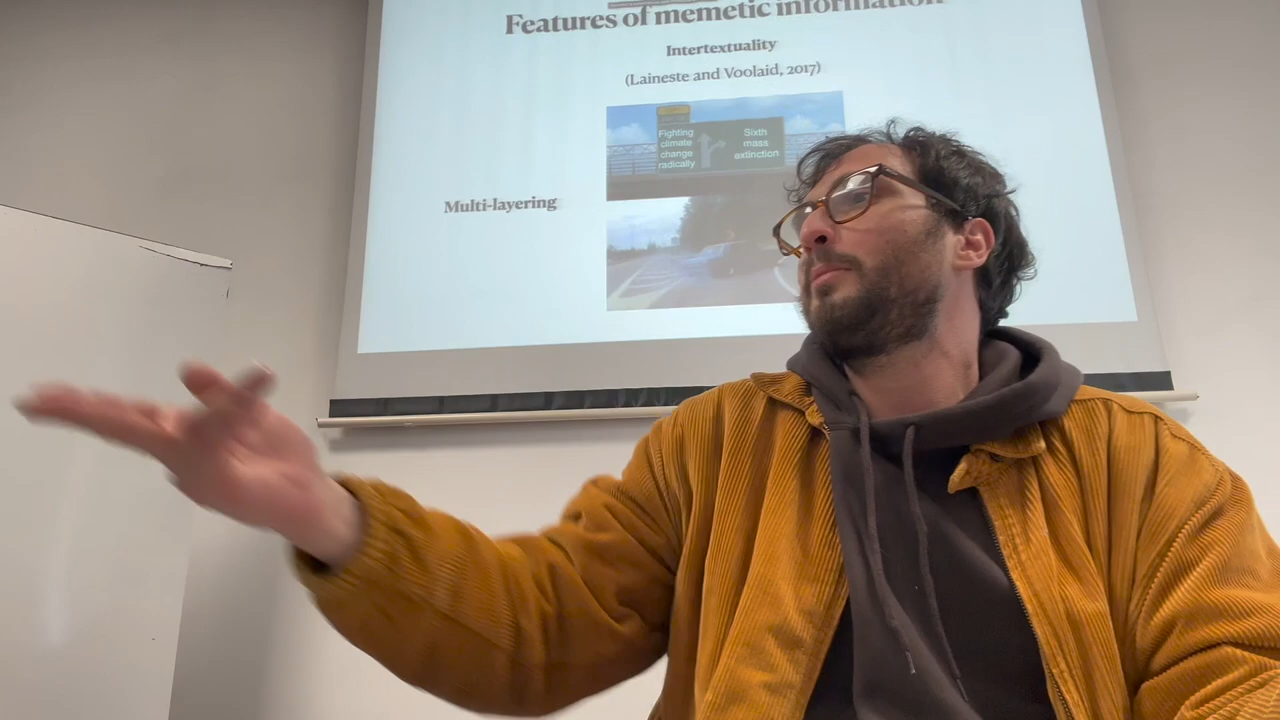 Features of memetic information
Intertextuality
(Laineste and Voolaid, 2017)
Fighting
climate
change
radically
Sixth
mass
extinction
Multi-layering